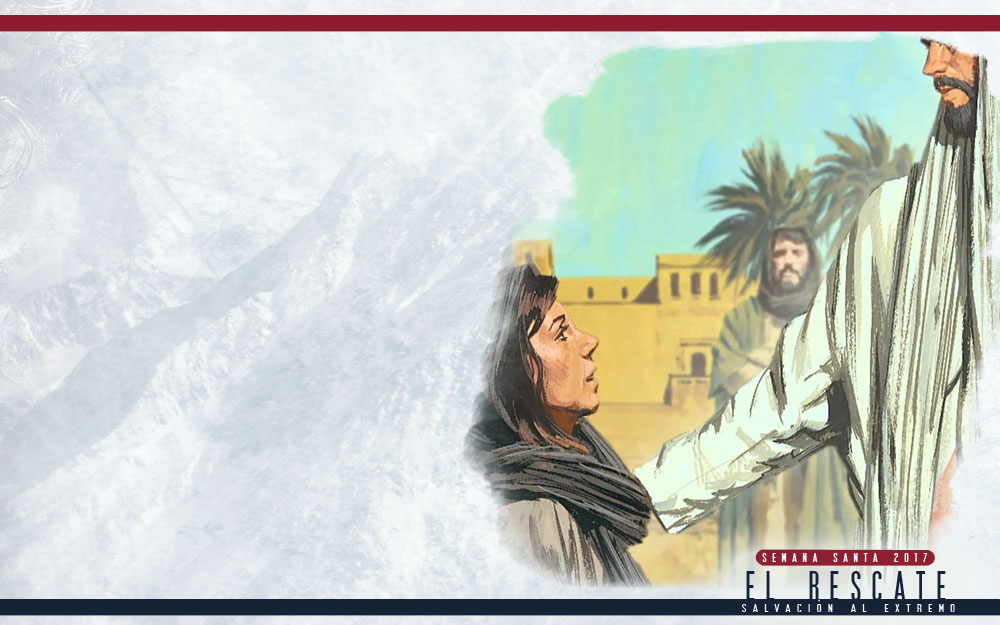 SEMANA SANTA 2017
EL RESCATE
SALVACIÓN AL EXTREMO